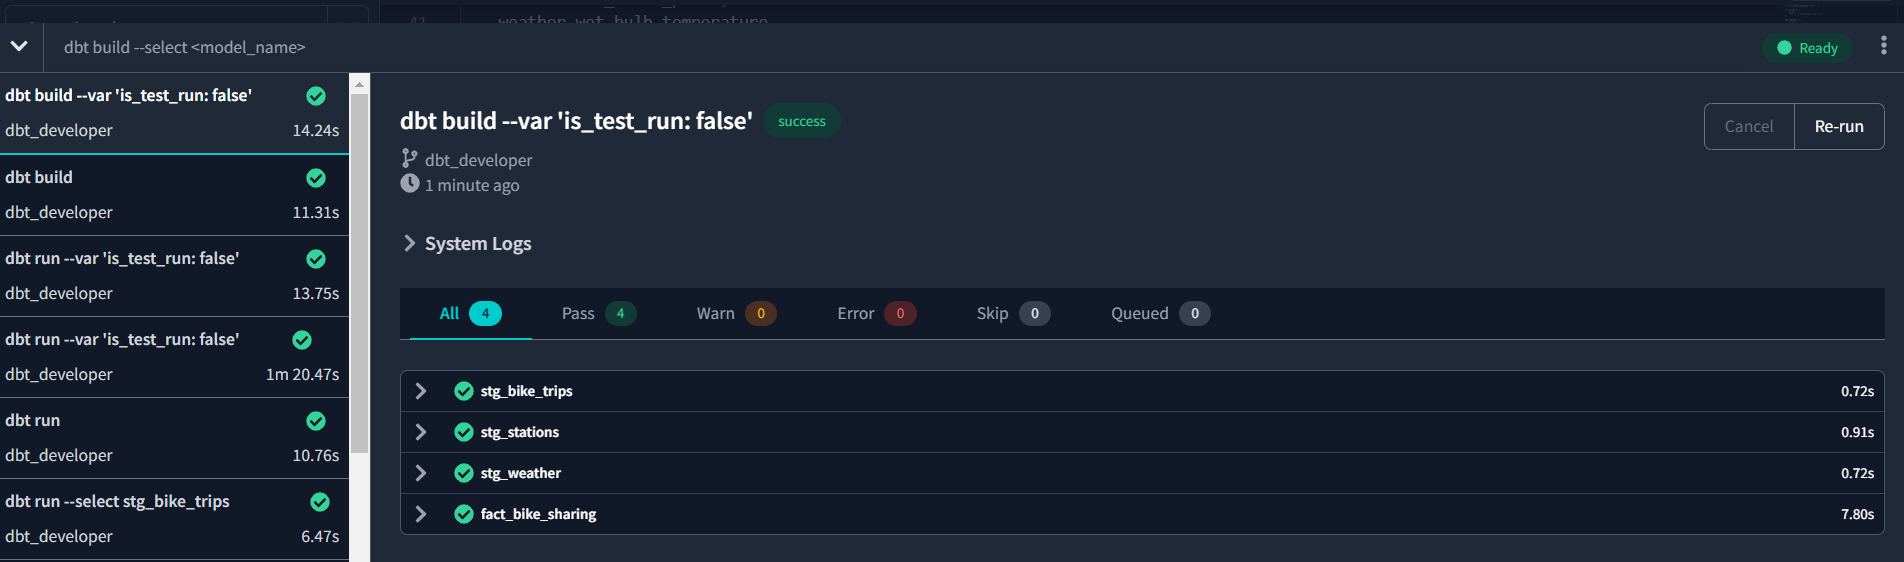 41 weather.wet_bulb_temperature
dbt build --select <model_name>
Ready
dbt build --var 'is_test_run: false'
dbt_developer 14.24s
dbt build
dbt_developer 11.31s
dbt run --var 'is_test_run: false'
dbt_developer 13.75s
dbt run --var 'is_test_run: false'
dbt_developer 1m 20.47s
dbt run
dbt_developer 10.76s
dbt run --select stg_bike_trips
dbt_developer 6.47s
dbt build --var 'is_test_run: false' success
Cancel Re-run
dbt_developer
1 minute ago
System Logs
All 4 Pass 4 Warn 0 Error 0 Skip 0 Queued 0
stg_bike_trips 0.72s
stg_stations 0.91s
stg_weather 0.72s
fact_bike_sharing 7.80s